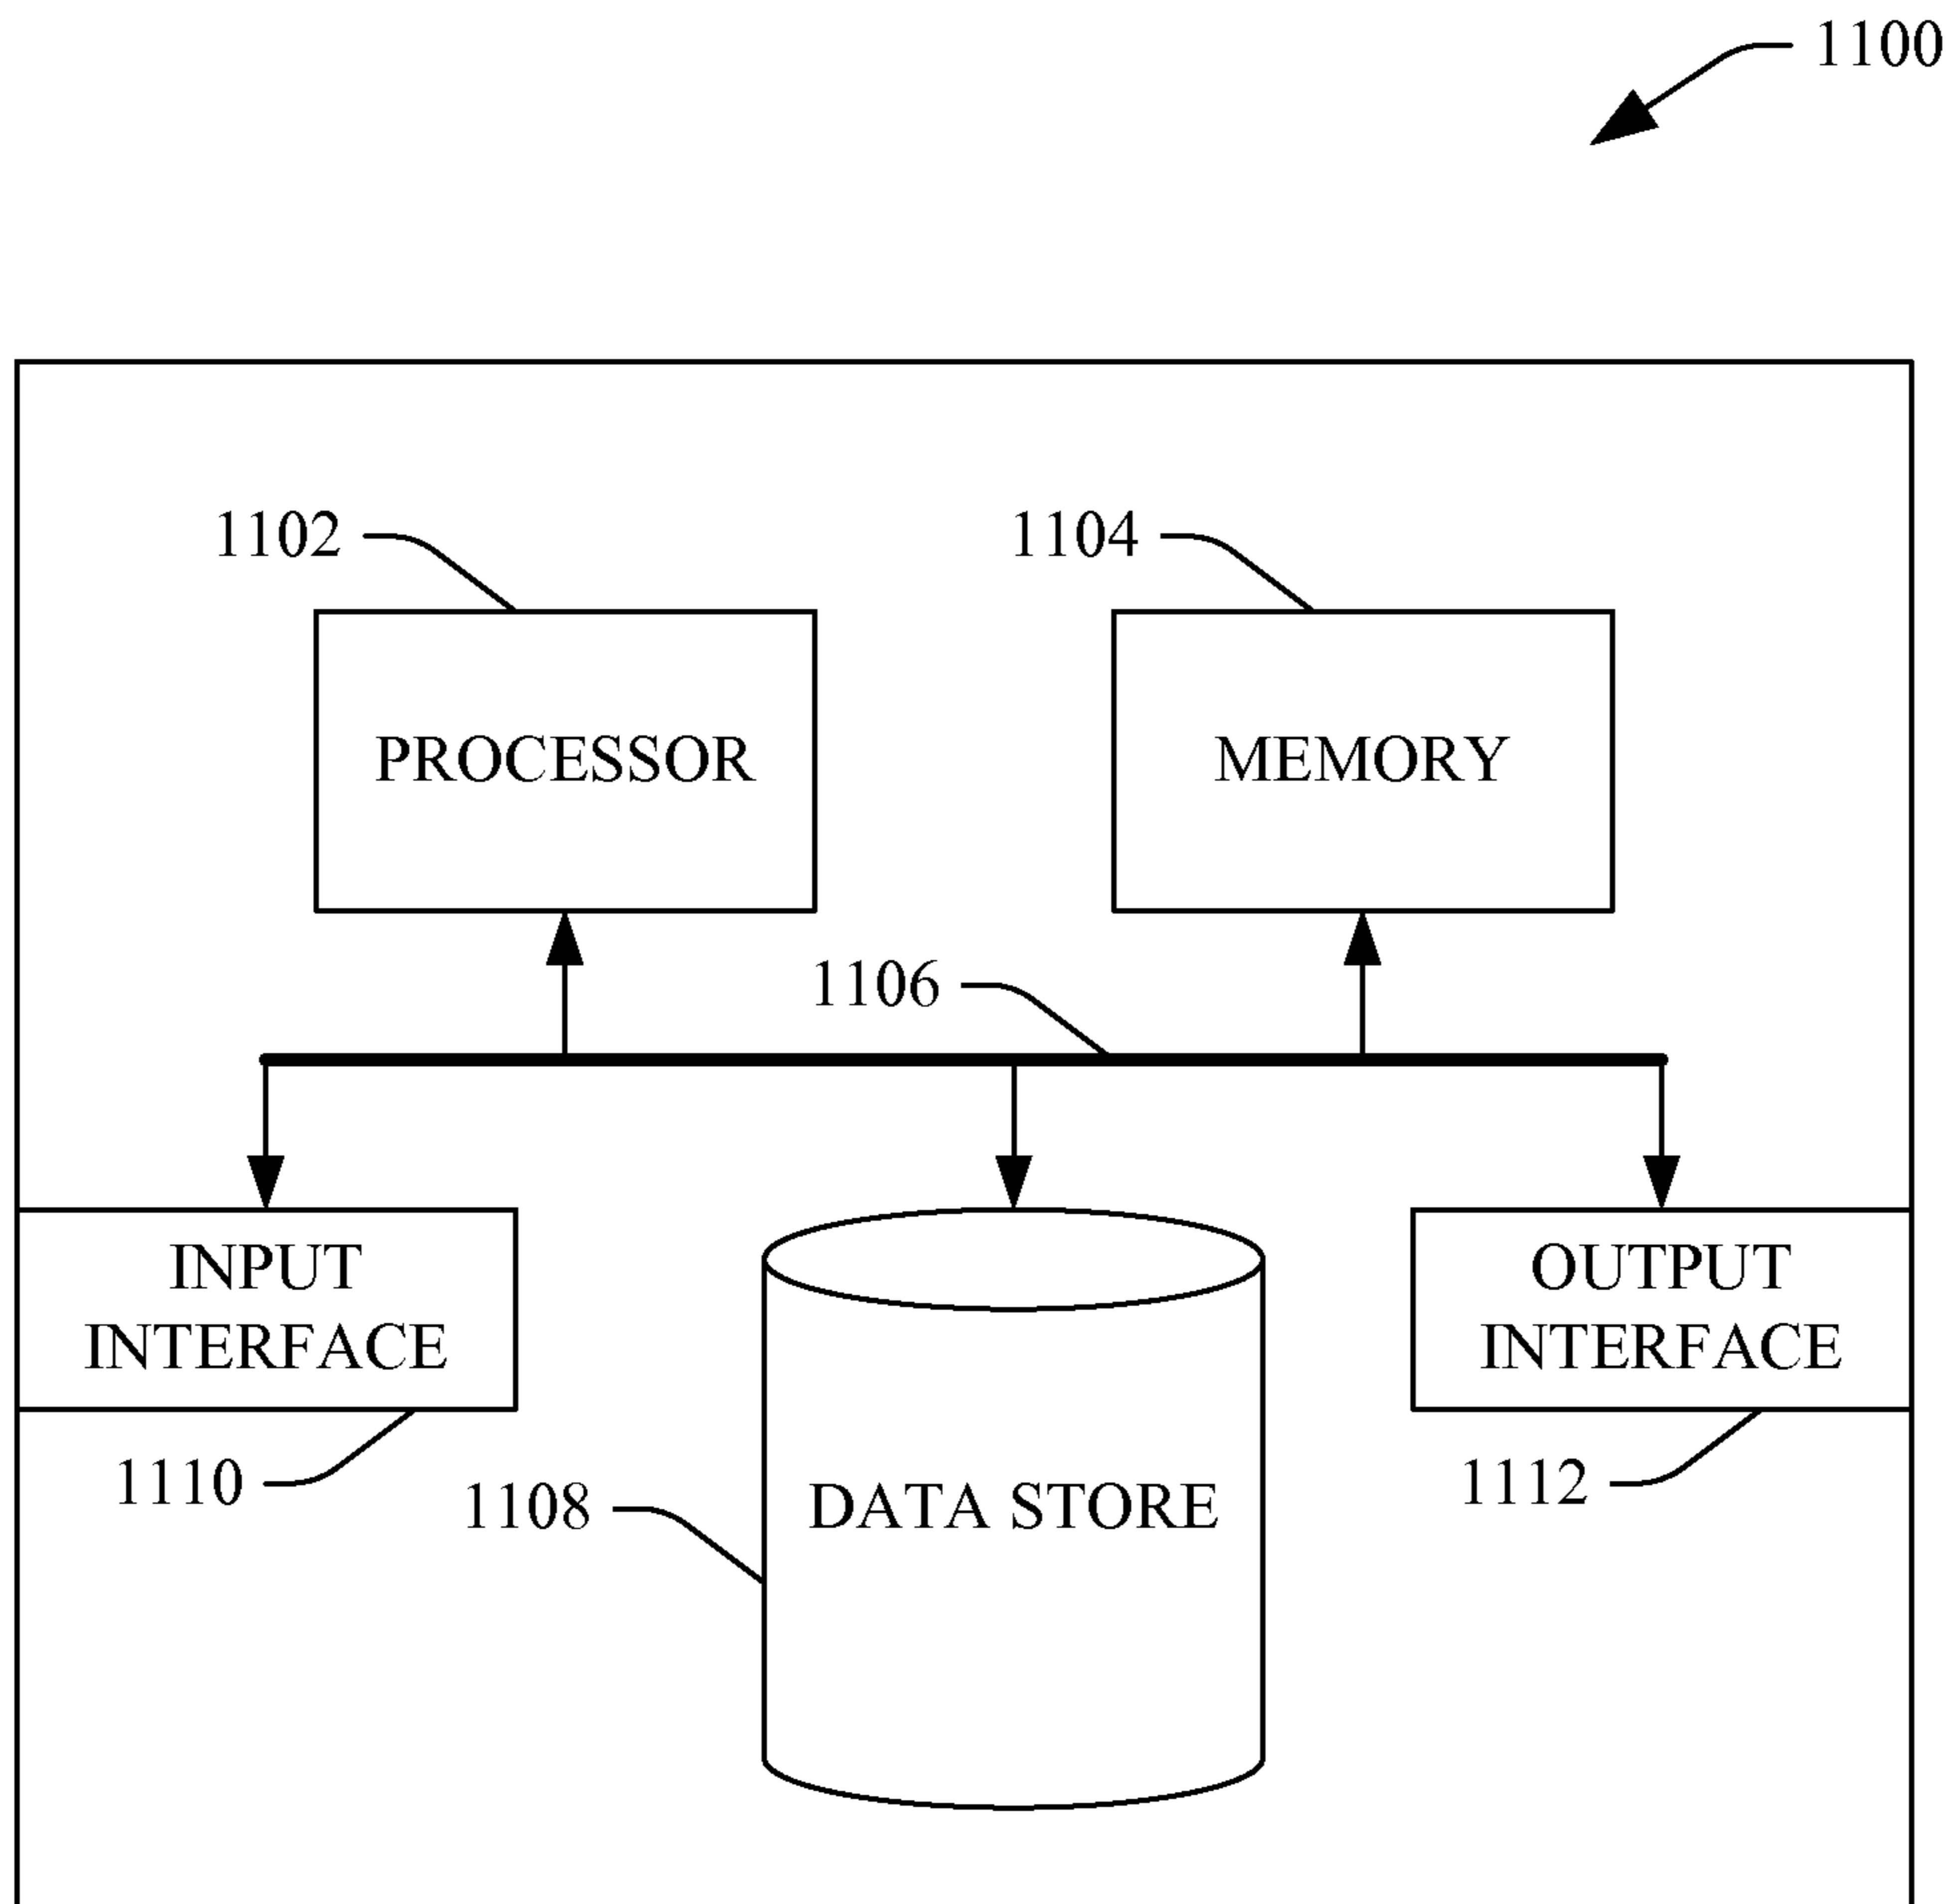 1100
1102
1104
PROCESSOR
MEMORY
1106
INPUT
INTERFACE
OUTPUT
INTERFACE
1110
1108
DATA STORE
1112